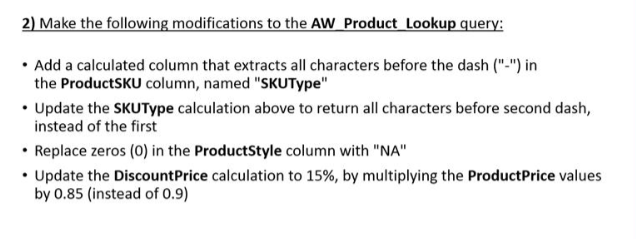 2) Make the following modifications to the AW_Product_Lookup query:
• Add a calculated column that extracts all characters before the dash ("-") in
the ProductSKU column, named "SKUType"
• Update the SKUType calculation above to return all characters before second dash,
instead of the first
• Replace zeros (0) in the ProductStyle column with "NA"
• Update the DiscountPrice calculation to 15%, by multiplying the ProductPrice values
by 0.85 (instead of 0.9)